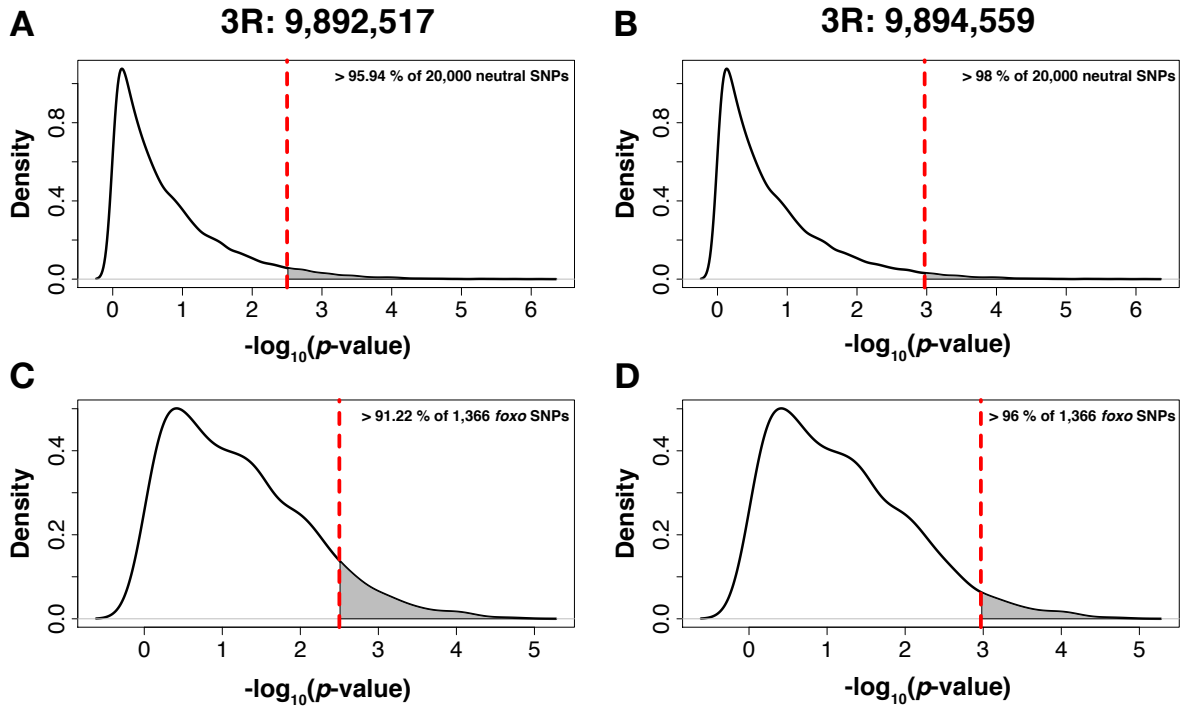 A
3R: 9,892,517
> 95.94 % of 20,000 neutral SNPs
Density
0.0 0.4 0.8
0 1 2 3 4 5 6
-log10(p-value)
B
3R: 9,894,559
> 98 % of 20,000 neutral SNPs
Density
0.0 0.4 0.8
0 1 2 3 4 5 6
-log10(p-value)
C
> 91.22 % of 1,366 foxo SNPs
Density
0.0 0.2 0.4
0 1 2 3 4 5
-log10(p-value)
D
> 96 % of 1,366 foxo SNPs
Density
0.0 0.2 0.4
0 1 2 3 4 5
-log10(p-value)